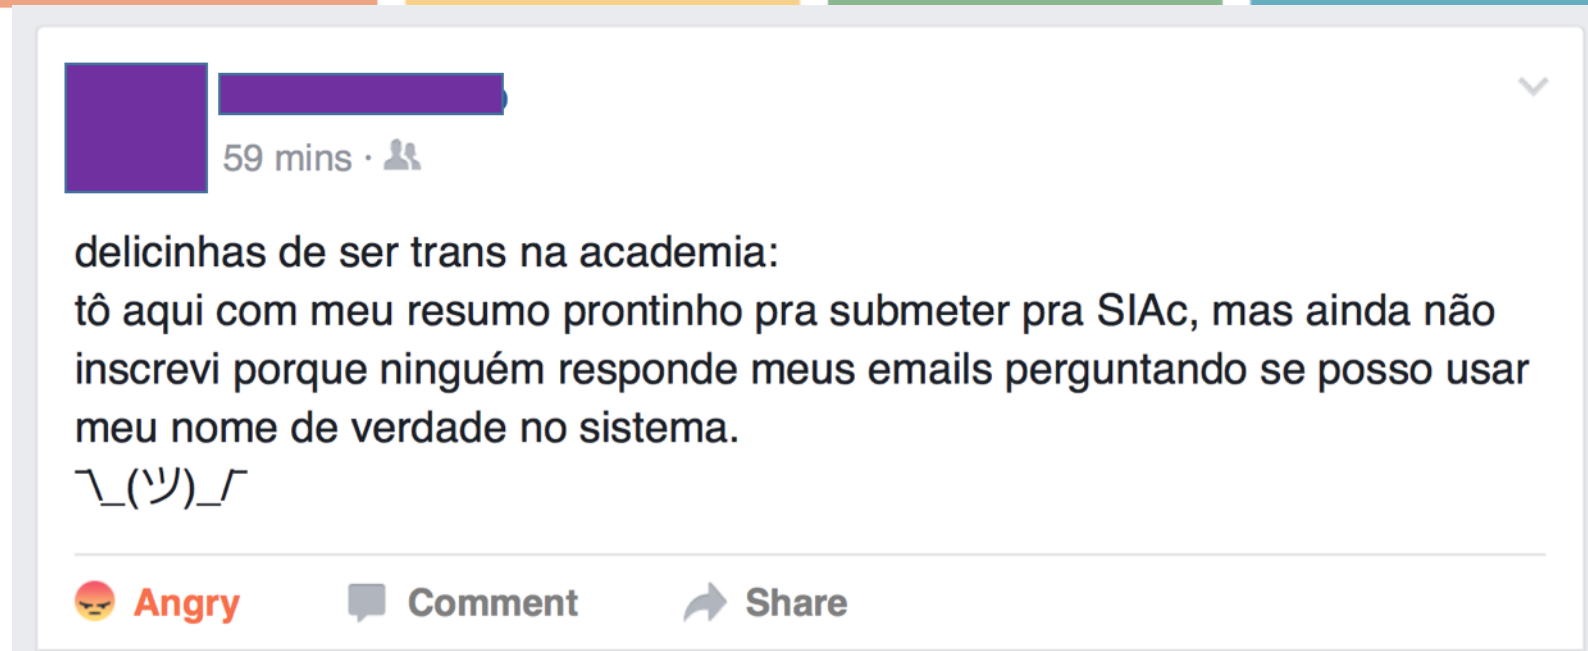 59 mins ·
delicinhas de ser trans na academia:
tô aqui com meu resumo prontinho pra submeter pra SIAc, mas ainda não
inscrevi porque ninguém responde meus emails perguntando se posso usar
meu nome de verdade no sistema.
¯\_(ツ)_/¯
Angry Comment Share